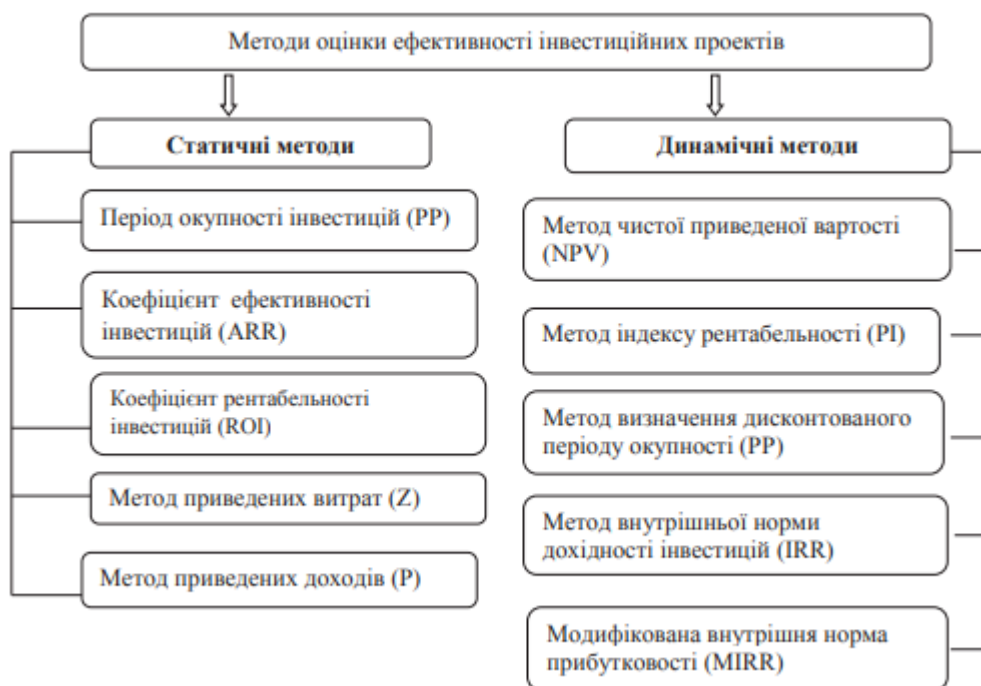 Методи оцінки ефективності інвестиційних проектів
Статичні методи
Період окупності інвестицій (PP)
Коефіцієнт ефективності
інвестицій (ARR)
Коефіцієнт рентабельності
інвестицій (ROI)
Метод приведених витрат (Z)
Метод приведених доходів (P)
Динамічні методи
Метод чистої приведеної вартості
(NPV)
Метод індексу рентабельності (PI)
Метод визначення дисконтованого
періоду окупності (PP)
Метод внутрішньої норми
дохідності інвестицій (IRR)
Модифікована внутрішня норма
прибутковості (MIRR)